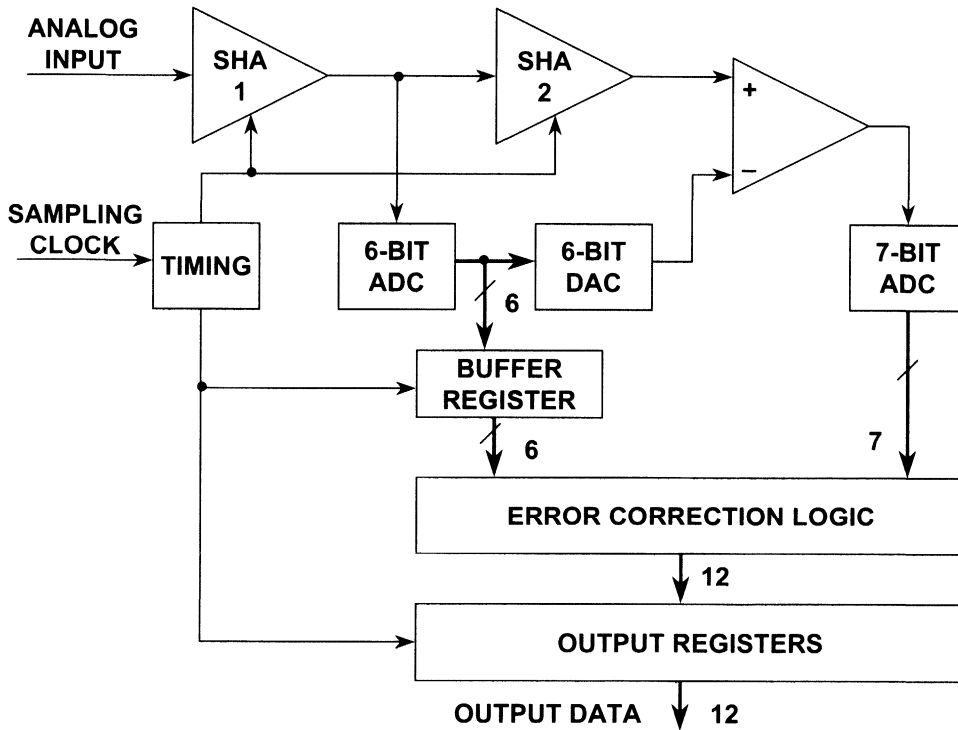 ANALOG
INPUT
SHA
1
SHA
2
+
–
SAMPLING
CLOCK
TIMING
6-BIT
ADC
6-BIT
DAC
7-BIT
ADC
6
BUFFER
REGISTER
6
7
ERROR CORRECTION LOGIC
12
OUTPUT REGISTERS
OUTPUT DATA
12